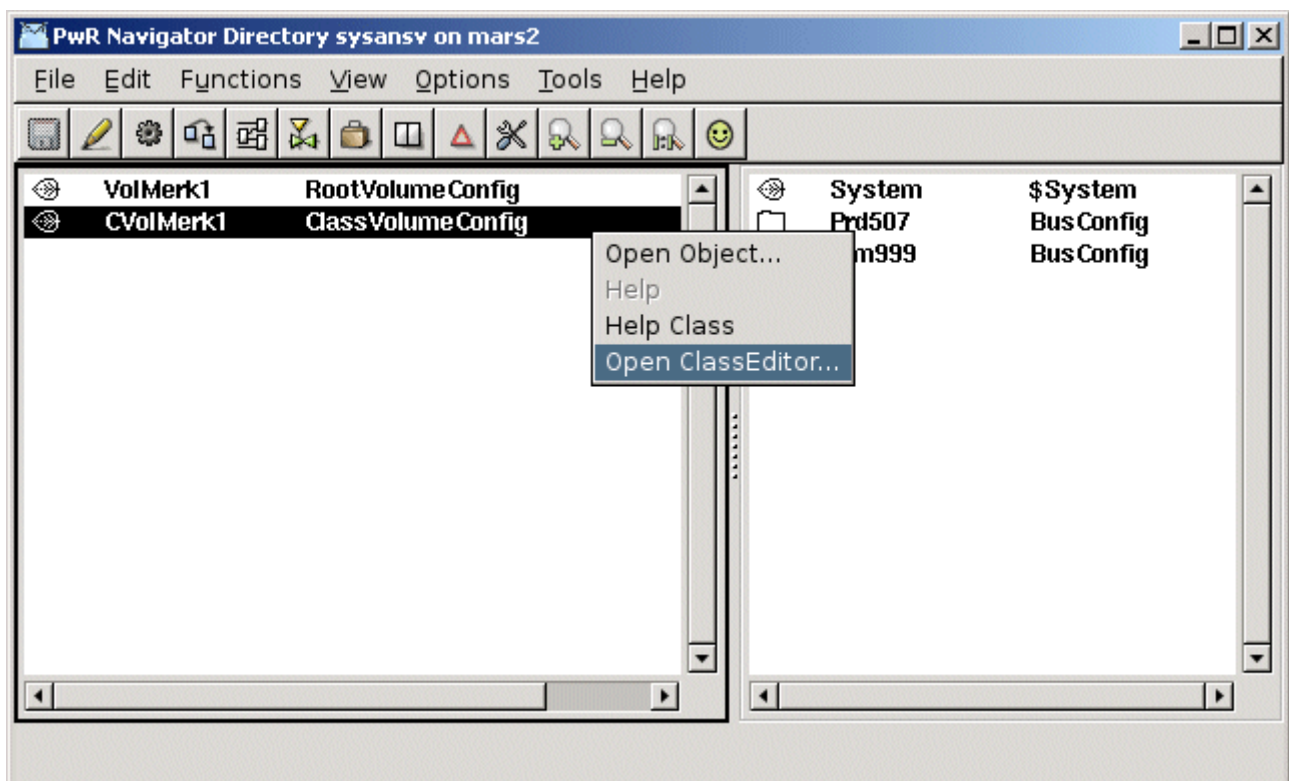 PwR Navigator Directory sysansv on mars2
File Edit Functions View Options Tools Help
VolMerk1 RootVolumeConfig
CVolMerk1 ClassVolumeConfig
System $System
Prd507 BusConfig
m999 BusConfig
Open Object...
Help
Help Class
Open ClassEditor...